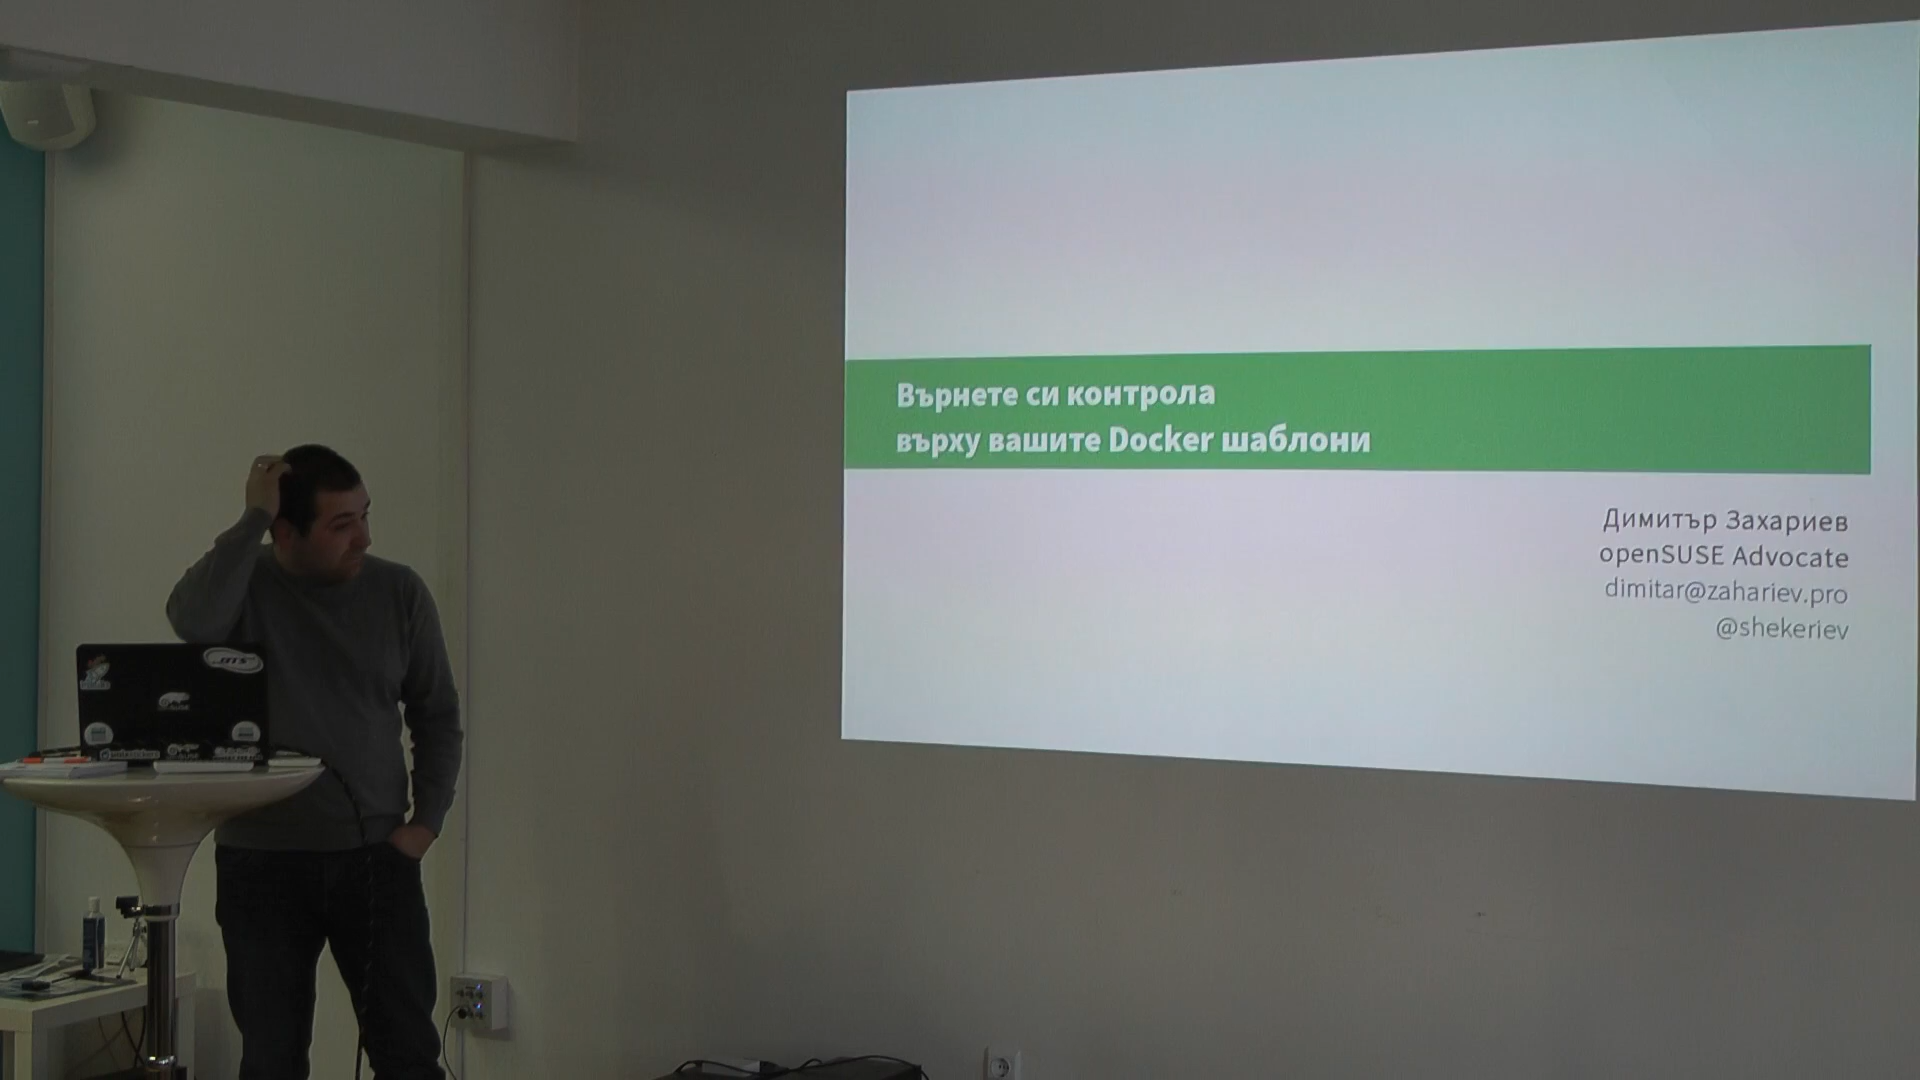 Върнете си контрола
върху вашите Docker шаблони
Димитър Захариев
openSUSE Advocate
dimitar@zahariev.pro
@shekeriev